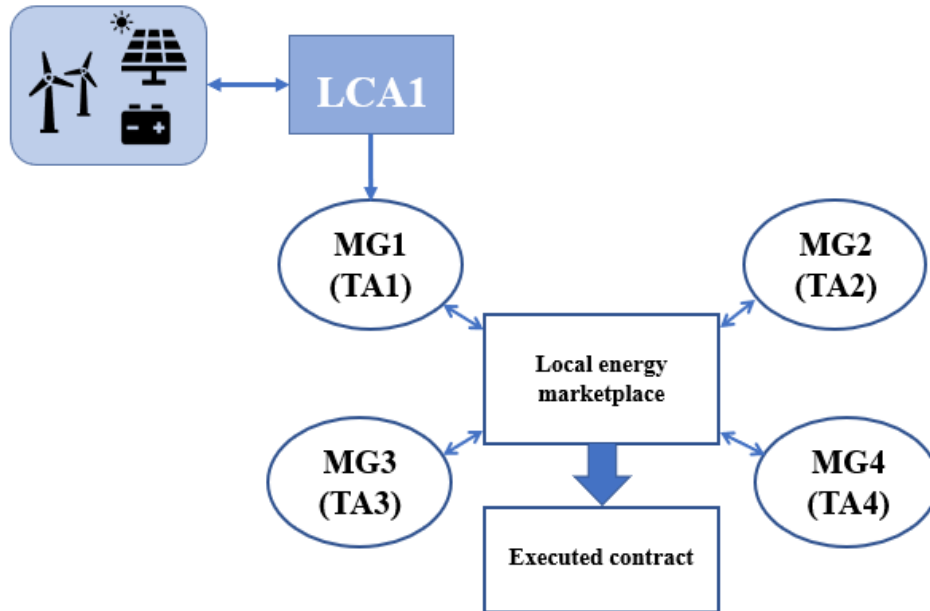 LCA1
MG1
(TA1)
MG2
(TA2)
Local energy
marketplace
MG3
(TA3)
MG4
(TA4)
Executed contract